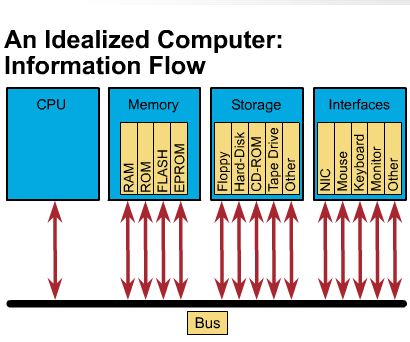 An Idealized Computer:
Information Flow
CPU
Memory
Storage
Interfaces
RAM
ROM
FLASH
EPROM
Floppy
Hard-Disk
CD-ROM
Tape Drive
Other
NIC
Mouse
Keyboard
Monitor
Other
Bus